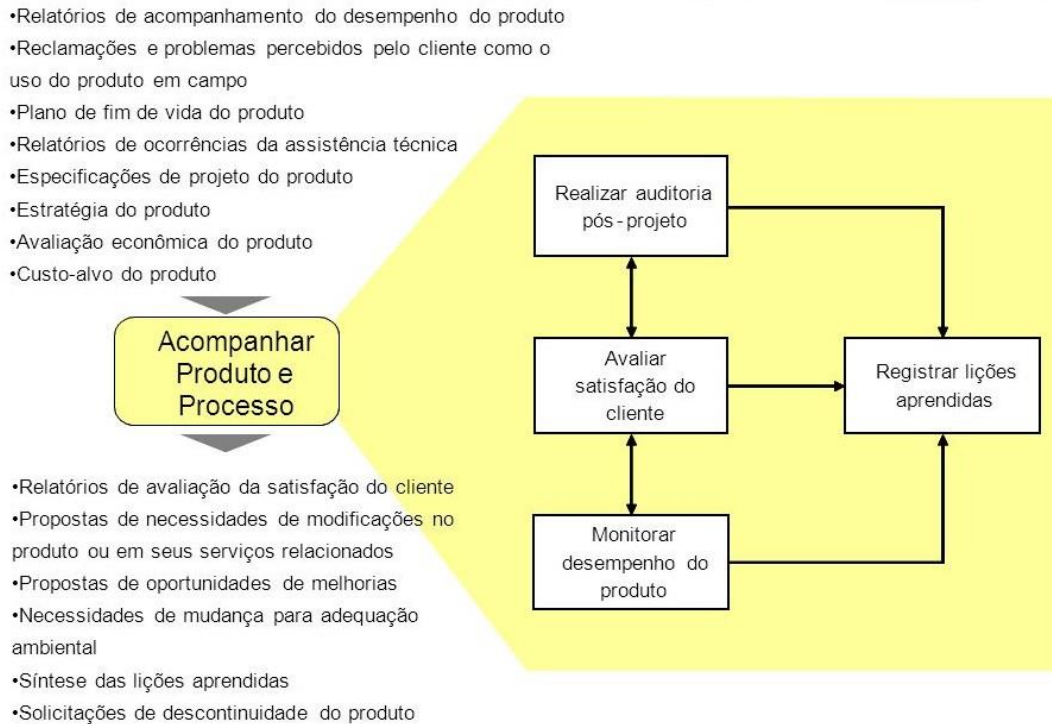 •Relatórios de acompanhamento do desempenho do produto
•Reclamações e problemas percebidos pelo cliente como o
uso do produto em campo
•Plano de fim de vida do produto
•Relatórios de ocorrências da assistência técnica
•Especificações de projeto do produto
•Estratégia do produto
•Avaliação econômica do produto
•Custo-alvo do produto
Acompanhar
Produto e
Processo
•Relatórios de avaliação da satisfação do cliente
•Propostas de necessidades de modificações no
produto ou em seus serviços relacionados
•Propostas de oportunidades de melhorias
•Necessidades de mudança para adequação
ambiental
•Síntese das lições aprendidas
•Solicitações de descontinuidade do produto
Realizar auditoria
pós-projeto
Avaliar
satisfação do
cliente
Registrar lições
aprendidas
Monitorar
desempenho do
produto